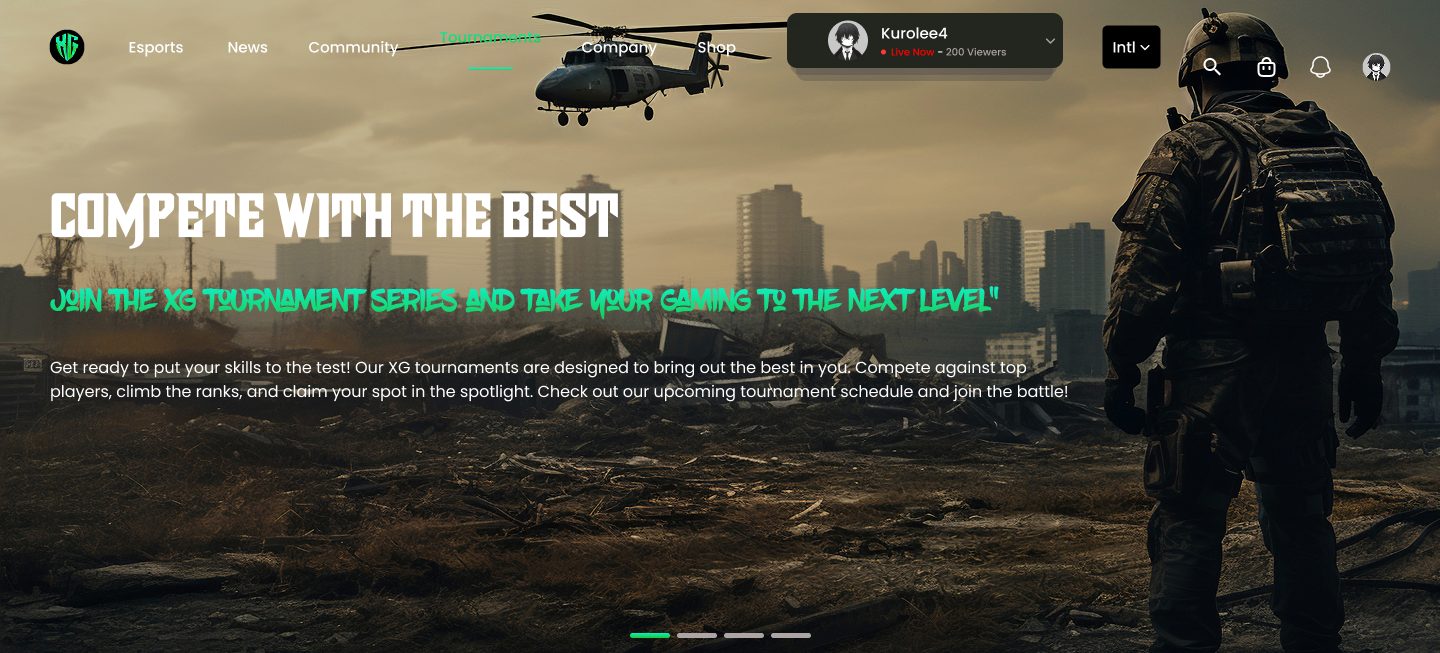 XG
Esports
News
Community
Tournaments
Company
Shop
Kurolee4
Live Now - 200 Viewers
Intl
COMPETE WITH THE BEST
JOIN THE XG TOURNAMENT SERIES AND TAKE YOUR GAMING TO THE NEXT LEVEL"
Get ready to put your skills to the test! Our XG tournaments are designed to bring out the best in you. Compete against top
players, climb the ranks, and claim your spot in the spotlight. Check out our upcoming tournament schedule and join the battle!